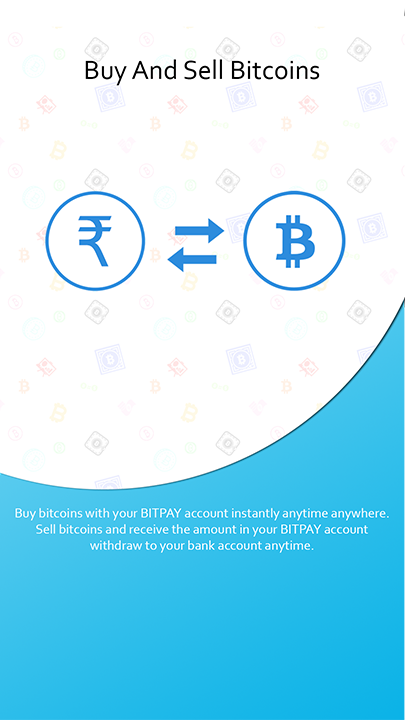 Buy And Sell Bitcoins
₹ ₿
Buy bitcoins with your BITPAY account instantly anytime anywhere.
Sell bitcoins and receive the amount in your BITPAY account
withdraw to your bank account anytime.